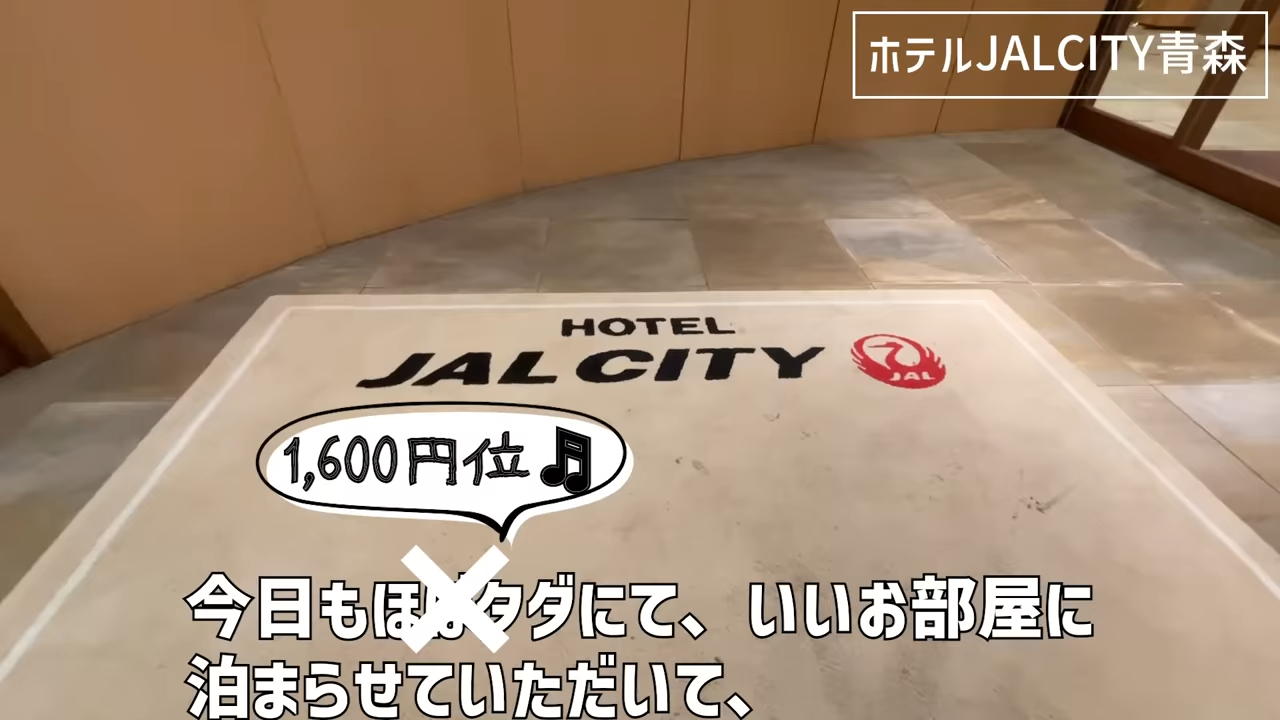 ホテルJALCITY青森
HOTEL
JAL CITY
JAL
1,600円位♬
今日もほぼタダにて、いいお部屋に
泊まらせていただいて、